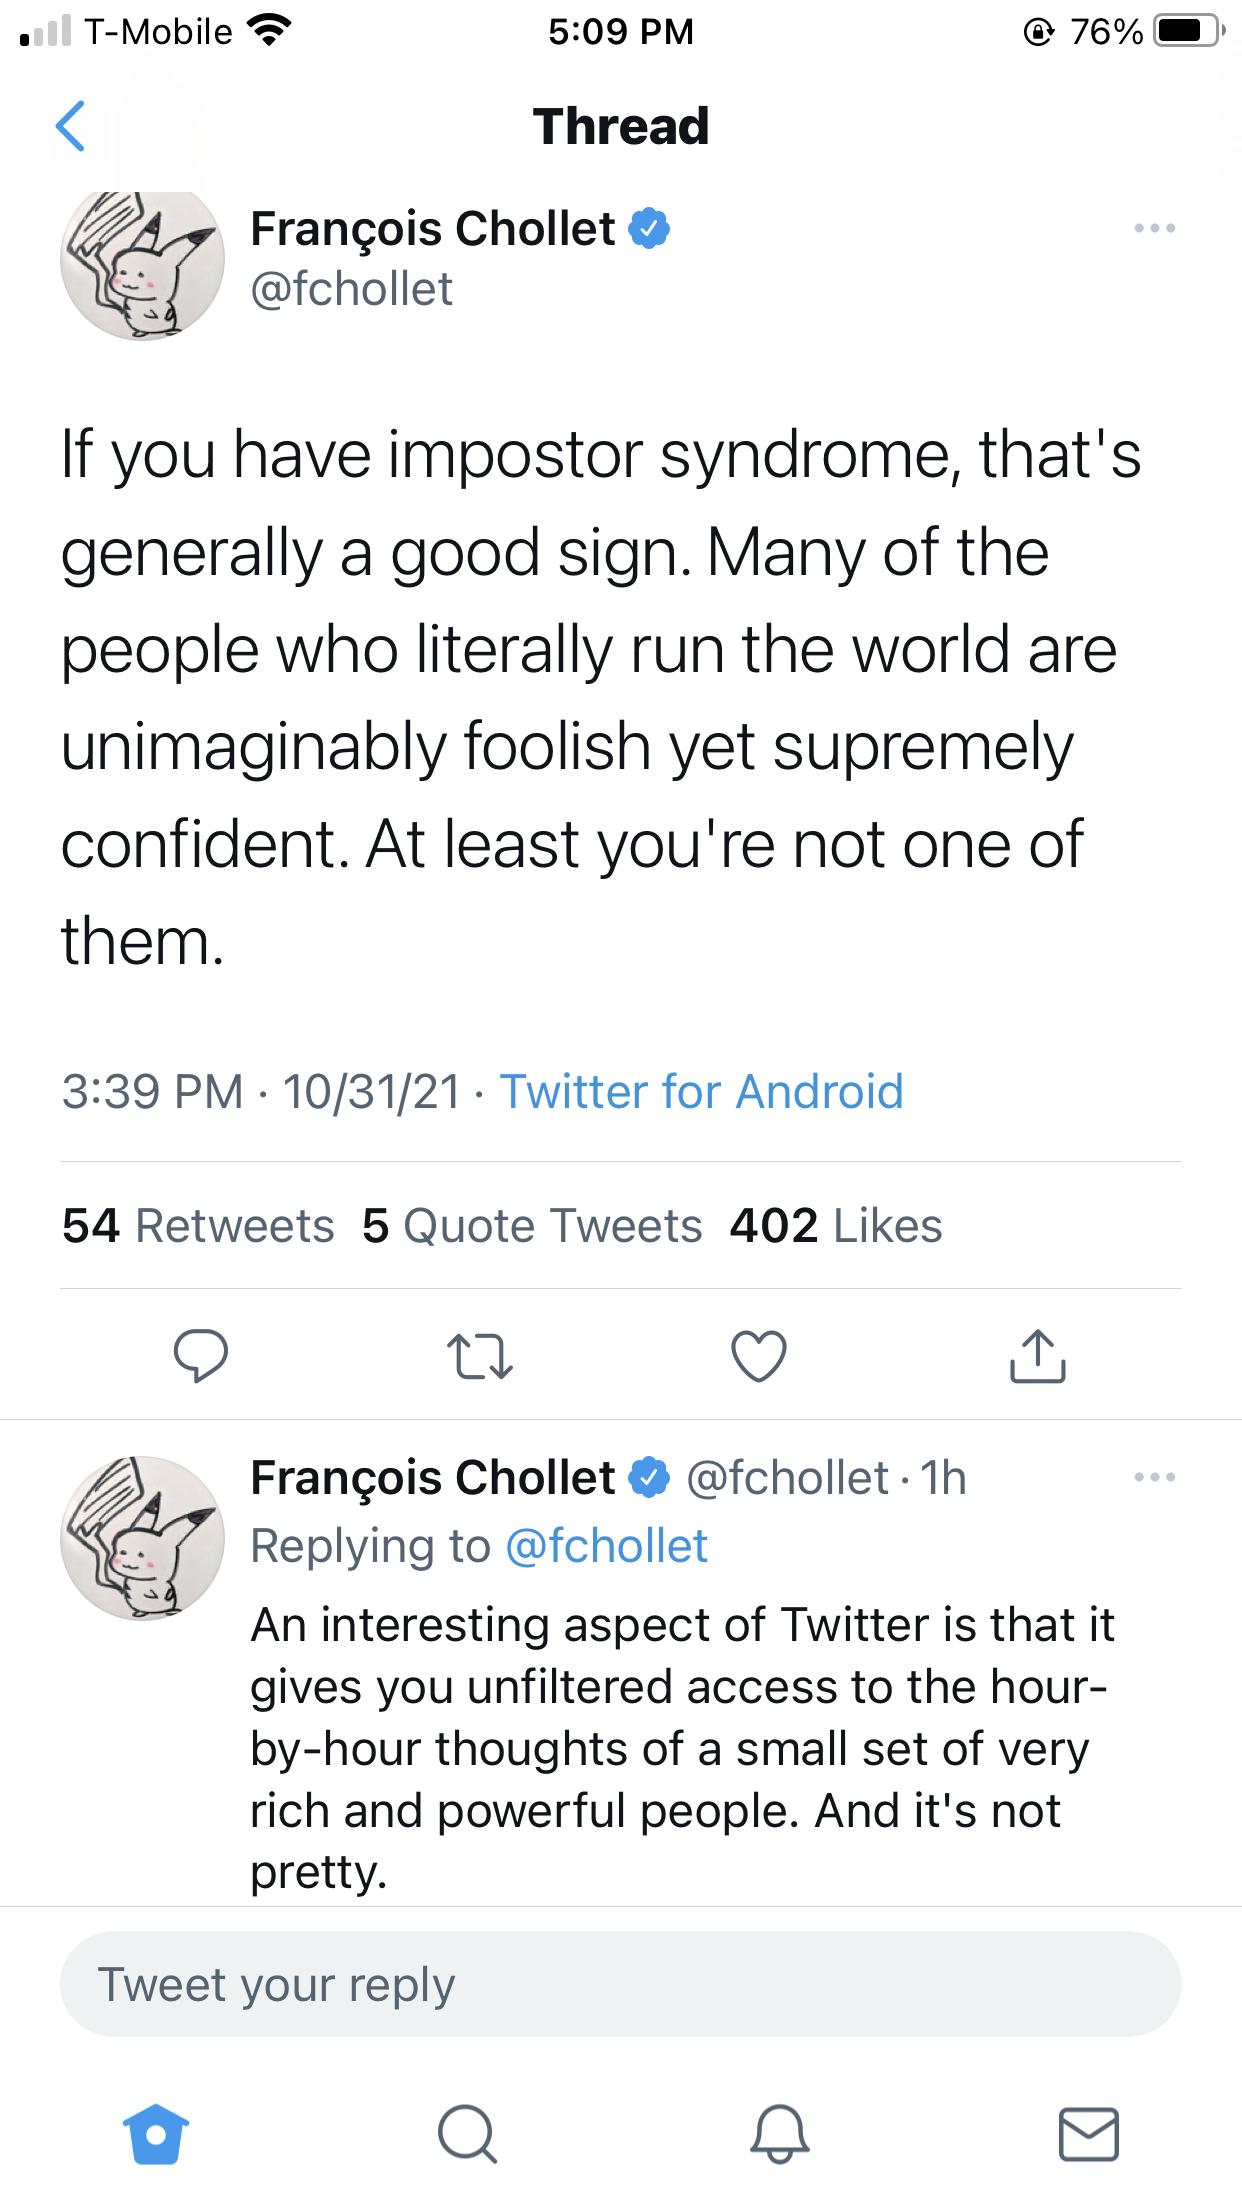 T-Mobile 5:09 PM 76%
Thread
François Chollet
@fchollet
If you have impostor syndrome, that's
generally a good sign. Many of the
people who literally run the world are
unimaginably foolish yet supremely
confident. At least you're not one of
them.
3:39 PM · 10/31/21 · Twitter for Android
54 Retweets 5 Quote Tweets 402 Likes
François Chollet @fchollet · 1h
Replying to @fchollet
An interesting aspect of Twitter is that it
gives you unfiltered access to the hour-
by-hour thoughts of a small set of very
rich and powerful people. And it's not
pretty.
Tweet your reply